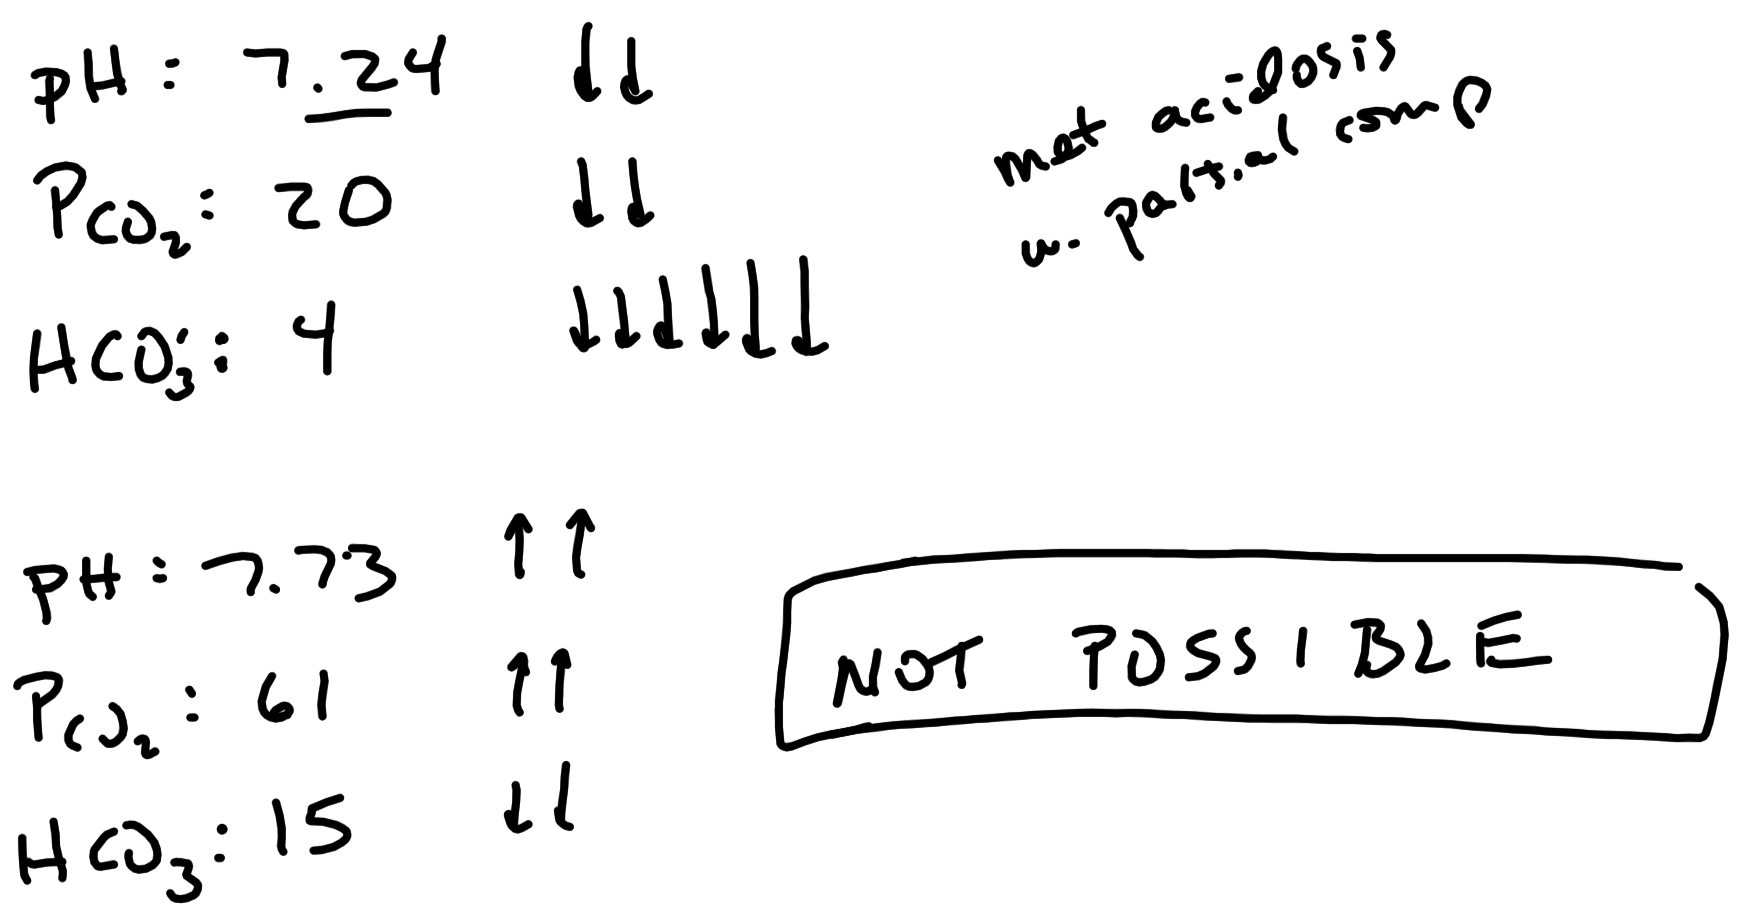 pH: 7.24 ↓↓
met acidosis
w. partial comp
PCO₂: 20 ↓↓
HCO₃⁻: 4 ↓↓↓↓↓↓
pH: 7.73 ↑↑
NOT POSSIBLE
PCO₂: 61 ↑↑
HCO₃: 15 ↓↓